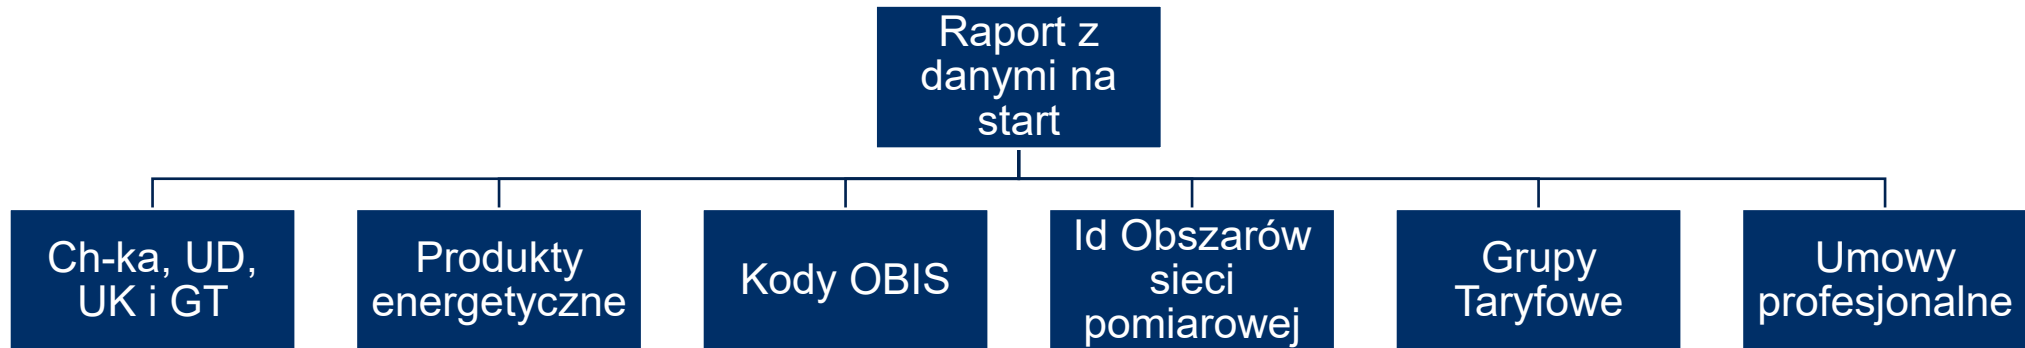 Raport z
danymi na
start
Ch-ka, UD,
UK i GT
Produkty
energetyczne
Kody OBIS
Id Obszarów
sieci
pomiarowej
Grupy
Taryfowe
Umowy
profesjonalne